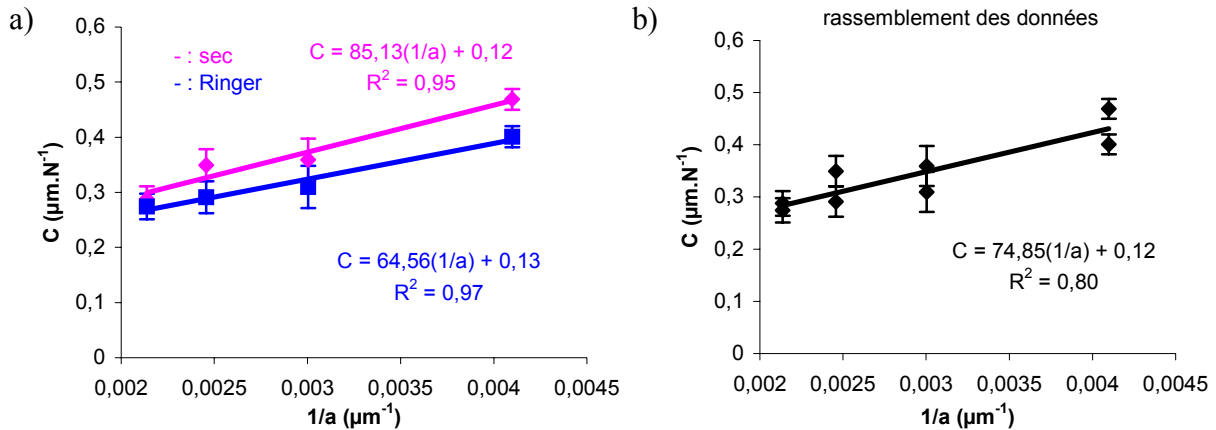 a)
0,6
0,5
0,4
0,3
0,2
0,1
0
C (µm.N⁻¹)
- : sec
- : Ringer
C = 85,13(1/a) + 0,12
R² = 0,95
C = 64,56(1/a) + 0,13
R² = 0,97
0,002 0,0025 0,003 0,0035 0,004 0,0045
1/a (µm⁻¹)
b)
rassemblement des données
0,6
0,5
0,4
0,3
0,2
0,1
0
C (µm.N⁻¹)
C = 74,85(1/a) + 0,12
R² = 0,80
0,002 0,0025 0,003 0,0035 0,004 0,0045
1/a (µm⁻¹)